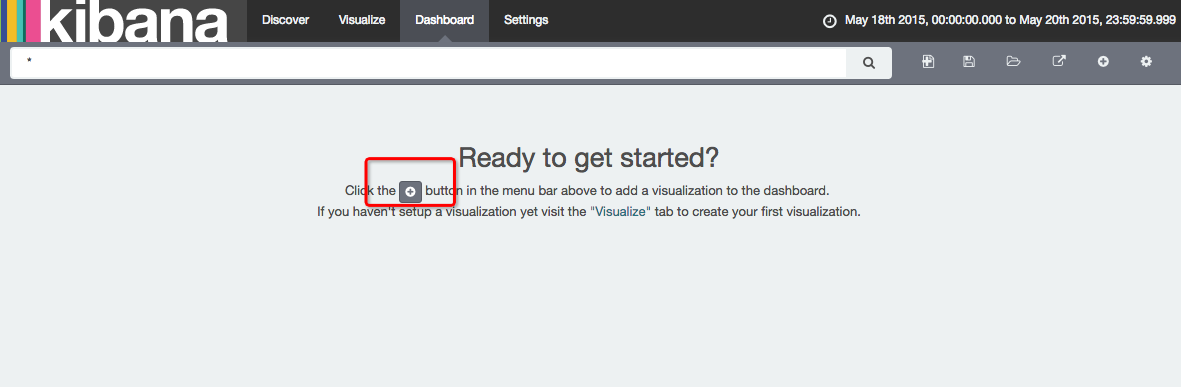 kibana Discover Visualize Dashboard Settings May 18th 2015, 00:00:00.000 to May 20th 2015, 23:59:59.999
*
Ready to get started?
Click the button in the menu bar above to add a visualization to the dashboard.
If you haven't setup a visualization yet visit the "Visualize" tab to create your first visualization.